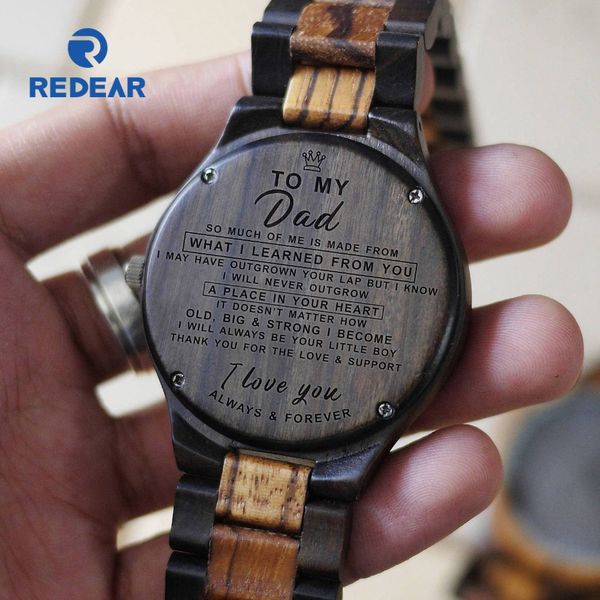 REDEAR
TO MY
Dad
SO MUCH OF ME IS MADE FROM
WHAT I LEARNED FROM YOU
I MAY HAVE OUTGROWN YOUR LAP BUT I KNOW
I WILL NEVER OUTGROW
A PLACE IN YOUR HEART
IT DOESN'T MATTER HOW
OLD, BIG & STRONG I BECOME
I WILL ALWAYS BE YOUR LITTLE BOY
THANK YOU FOR THE LOVE & SUPPORT
I love you
ALWAYS & FOREVER